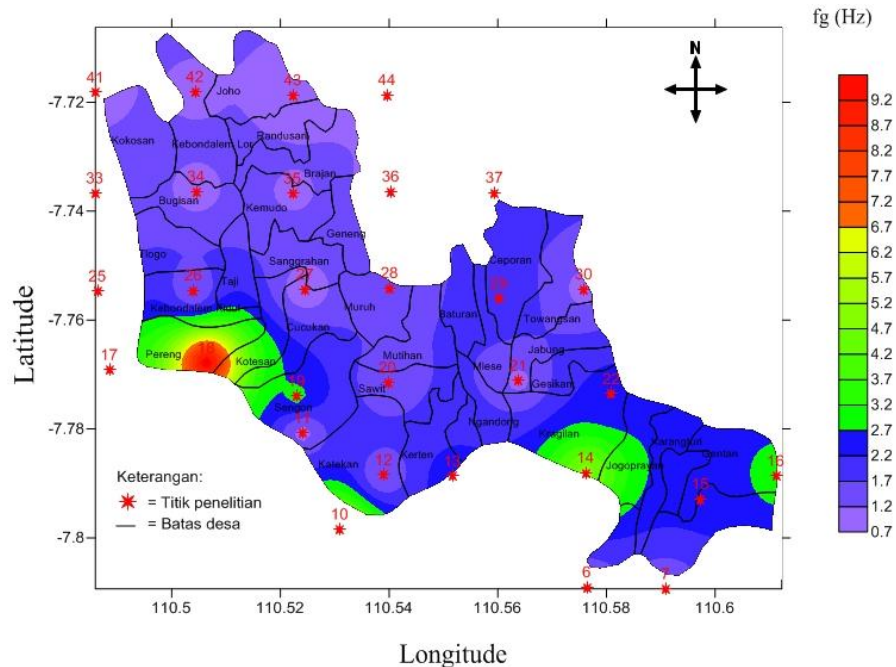 fg (Hz)
N
41
42
43
44
-7.72
Joho
Kokosan
Kebondalem Lor
Randusari
33
34
35
Brajan
36
37
-7.74
Bugisan
Kemudo
Geneng
25
26
Tlogo
Taji
Sanggrahan
27
28
Caporan
29
30
-7.76
Kebondalem Kidul
Muruh
Baturan
Towangsan
Cucukan
17
Pereng
18
Kotesan
Mutihan
Jabung
Miese
21
Gesikan
20
19
Sawit
22
Sengon
11
-7.78
Ngandong
Kragilan
Karangturi
Gentan
Katekan
12
Kerten
13
14
Jogoprayan
15
16
Keterangan:
= Titik penelitian
= Batas desa
10
-7.8
6
7
110.5
110.52
110.54
110.56
110.58
110.6
Latitude
Longitude
9.2
8.7
8.2
7.7
7.2
6.7
6.2
5.7
5.2
4.7
4.2
3.7
3.2
2.7
2.2
1.7
1.2
0.7